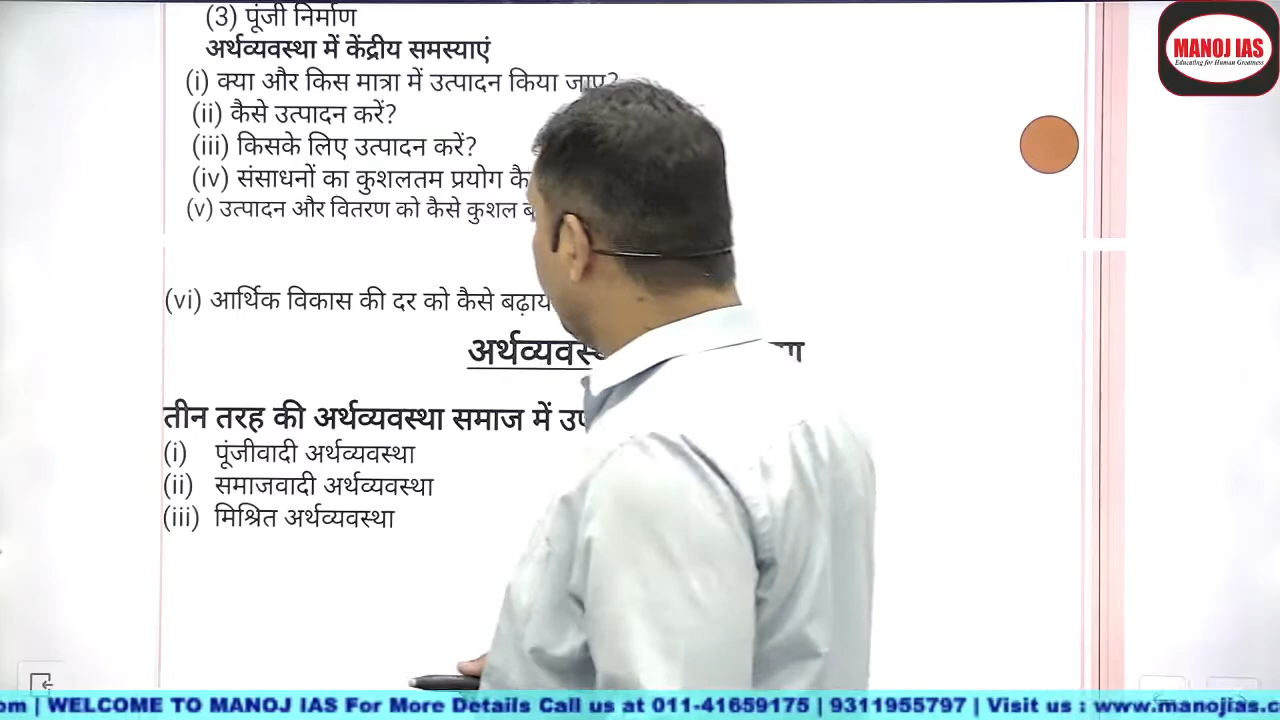 (3) पूंजी निर्माण
अर्थव्यवस्था में केंद्रीय समस्याएं
(i) क्या और किस मात्रा में उत्पादन किया जाए?
(ii) कैसे उत्पादन करें?
(iii) किसके लिए उत्पादन करें?
(iv) संसाधनों का कुशलतम प्रयोग
(v) उत्पादन और वितरण को कैसे कुशल
(vi) आर्थिक विकास की दर को कैसे
तीन तरह की अर्थव्यवस्था समाज में
(i) पूंजीवादी अर्थव्यवस्था
(ii) समाजवादी अर्थव्यवस्था
(iii) मिश्रित अर्थव्यवस्था
MANOJ IAS
Educating for Human Greatness
om | WELCOME TO MANOJ IAS For More Details Call us at 011-41659175 | 9311955797 | Visit us : www.manojias.c